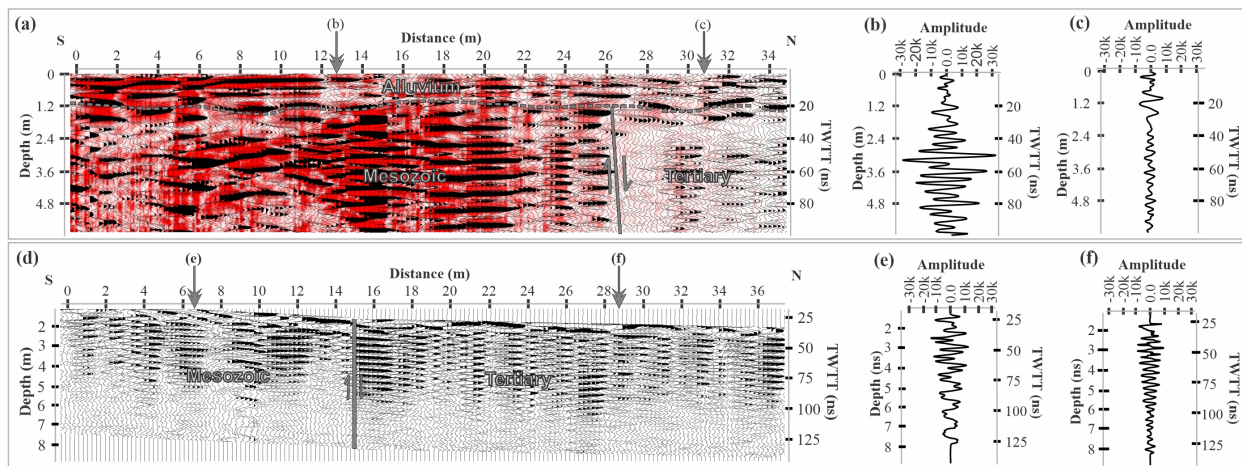 (a) (b) (c) (b) (c)
S Distance (m) N Amplitude Amplitude
0 2 4 6 8 10 12 14 16 18 20 22 24 26 28 30 32 34
-30k -20k -10k 0.0 10k 20k 30k
-30k -20k -10k 0.0 10k 20k 30k
Depth (m)
0 1.2 2.4 3.6 4.8
Alluvium
Mesozoic
Tertiary
20 40 60 80
TWTT (ns)
Depth (m)
0 1.2 2.4 3.6 4.8
20 40 60 80
TWTT (ns)
Depth (m)
0 1.2 2.4 3.6 4.8
20 40 60 80
TWTT (ns)
(d) (e) (f) (e) (f)
S Distance (m) N Amplitude Amplitude
0 2 4 6 8 10 12 14 16 18 20 22 24 26 28 30 32 34 36
-30k -20k -10k 0.0 10k 20k 30k
-30k -20k -10k 0.0 10k 20k 30k
Depth (m)
2 3 4 5 6 7 8
Mesozoic
Tertiary
25 50 75 100 125
TWTT (ns)
Depth (ns)
2 3 4 5 6 7 8
25 50 75 100 125
TWTT (ns)
Depth (ns)
2 3 4 5 6 7 8
25 50 75 100 125
TWTT (ns)